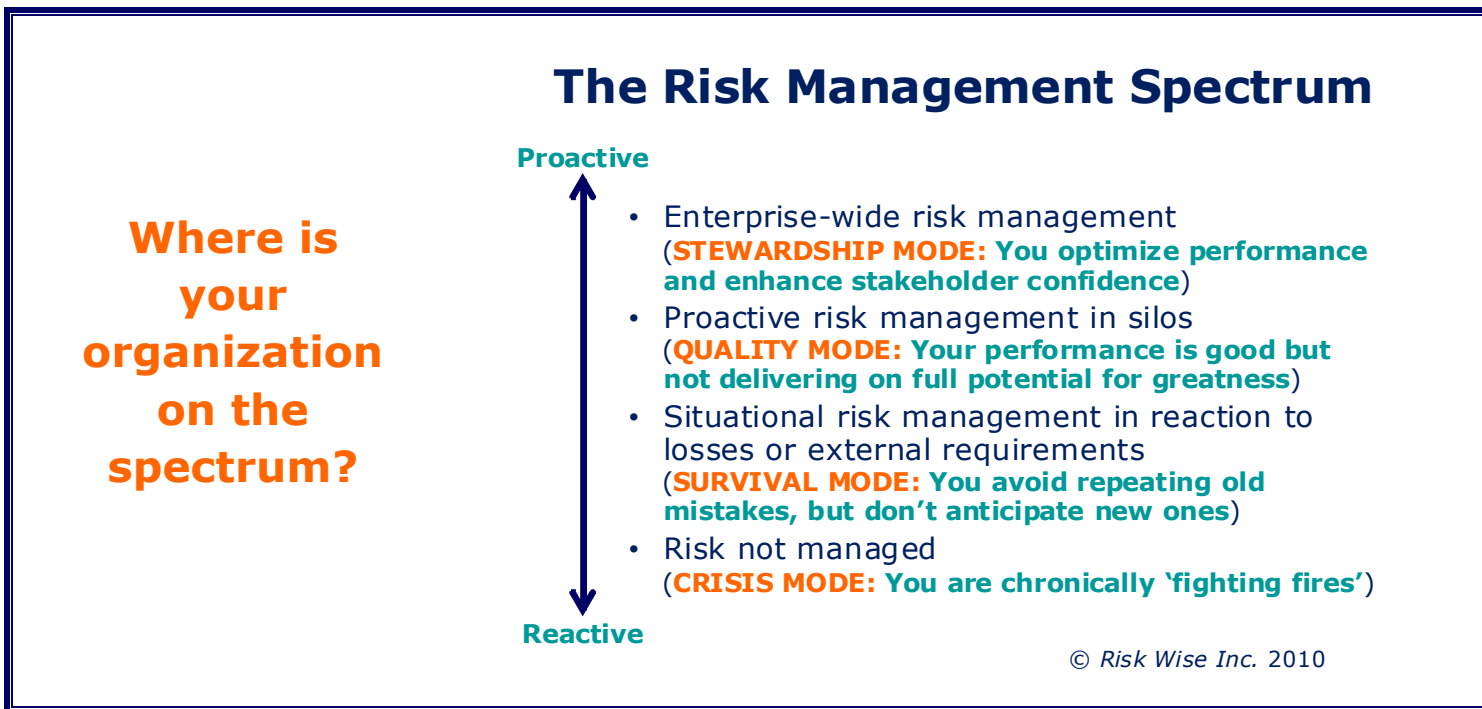 The Risk Management Spectrum
Where is
your
organization
on the
spectrum?
Proactive
• Enterprise-wide risk management
(STEWARDSHIP MODE: You optimize performance
and enhance stakeholder confidence)
• Proactive risk management in silos
(QUALITY MODE: Your performance is good but
not delivering on full potential for greatness)
• Situational risk management in reaction to
losses or external requirements
(SURVIVAL MODE: You avoid repeating old
mistakes, but don’t anticipate new ones)
• Risk not managed
(CRISIS MODE: You are chronically ‘fighting fires’)
Reactive
© Risk Wise Inc. 2010